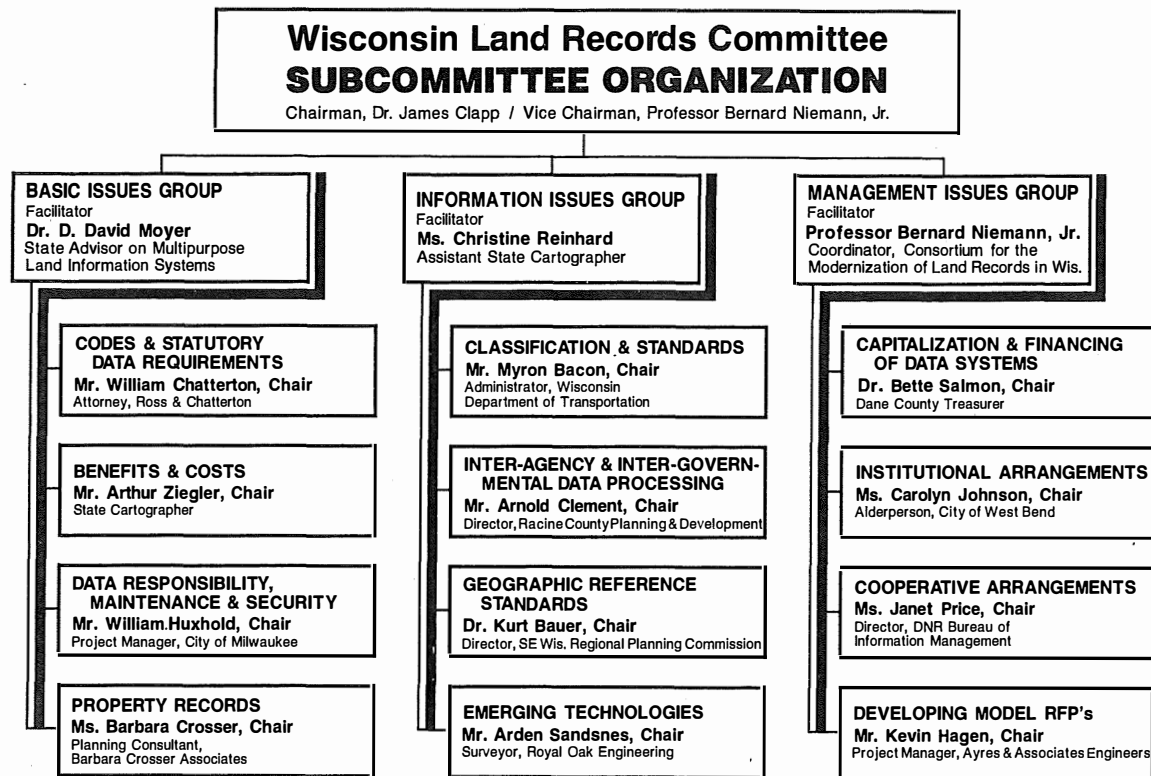 Wisconsin Land Records Committee
SUBCOMMITTEE ORGANIZATION
Chairman, Dr. James Clapp / Vice Chairman, Professor Bernard Niemann, Jr.
BASIC ISSUES GROUP
Facilitator
Dr. D. David Moyer
State Advisor on Multipurpose
Land Information Systems
CODES & STATUTORY
DATA REQUIREMENTS
Mr. William Chatterton, Chair
Attorney, Ross & Chatterton
BENEFITS & COSTS
Mr. Arthur Ziegler, Chair
State Cartographer
DATA RESPONSIBILITY,
MAINTENANCE & SECURITY
Mr. William.Huxhold, Chair
Project Manager, City of Milwaukee
PROPERTY RECORDS
Ms. Barbara Crosser, Chair
Planning Consultant,
Barbara Crosser Associates
INFORMATION ISSUES GROUP
Facilitator
Ms. Christine Reinhard
Assistant State Cartographer
CLASSIFICATION & STANDARDS
Mr. Myron Bacon, Chair
Administrator, Wisconsin
Department of Transportation
INTER-AGENCY & INTER-GOVERN-
MENTAL DATA PROCESSING
Mr. Arnold Clement, Chair
Director, Racine County Planning & Development
GEOGRAPHIC REFERENCE
STANDARDS
Dr. Kurt Bauer, Chair
Director, SE Wis. Regional Planning Commission
EMERGING TECHNOLOGIES
Mr. Arden Sandsnes, Chair
Surveyor, Royal Oak Engineering
MANAGEMENT ISSUES GROUP
Facilitator
Professor Bernard Niemann, Jr.
Coordinator, Consortium for the
Modernization of Land Records in Wis.
CAPITALIZATION & FINANCING
OF DATA SYSTEMS
Dr. Bette Salmon, Chair
Dane County Treasurer
INSTITUTIONAL ARRANGEMENTS
Ms. Carolyn Johnson, Chair
Alderperson, City of West Bend
COOPERATIVE ARRANGEMENTS
Ms. Janet Price, Chair
Director, DNR Bureau of
Information Management
DEVELOPING MODEL RFP's
Mr. Kevin Hagen, Chair
Project Manager, Ayres & Associates Engineers